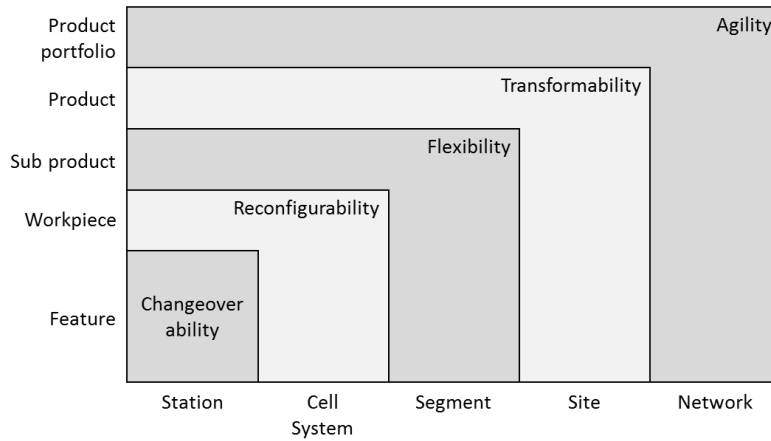 Product
portfolio
Agility
Product
Transformability
Sub product
Flexibility
Workpiece
Reconfigurability
Feature
Changeover
ability
Station
Cell
System
Segment
Site
Network